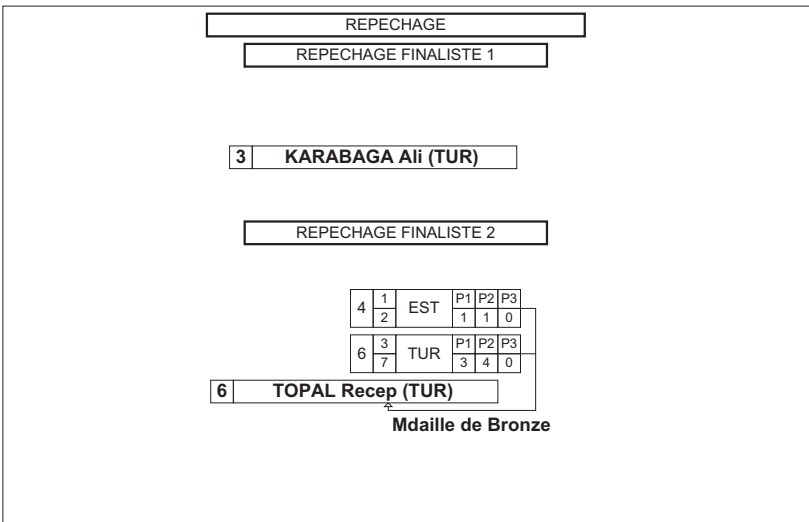 REPECHAGE
REPECHAGE FINALISTE 1
3 KARABAGA Ali (TUR)
REPECHAGE FINALISTE 2
4 1 EST P1 P2 P3
2 1 1 0
6 3 TUR P1 P2 P3
7 3 4 0
6 TOPAL Recep (TUR)
Mdaille de Bronze